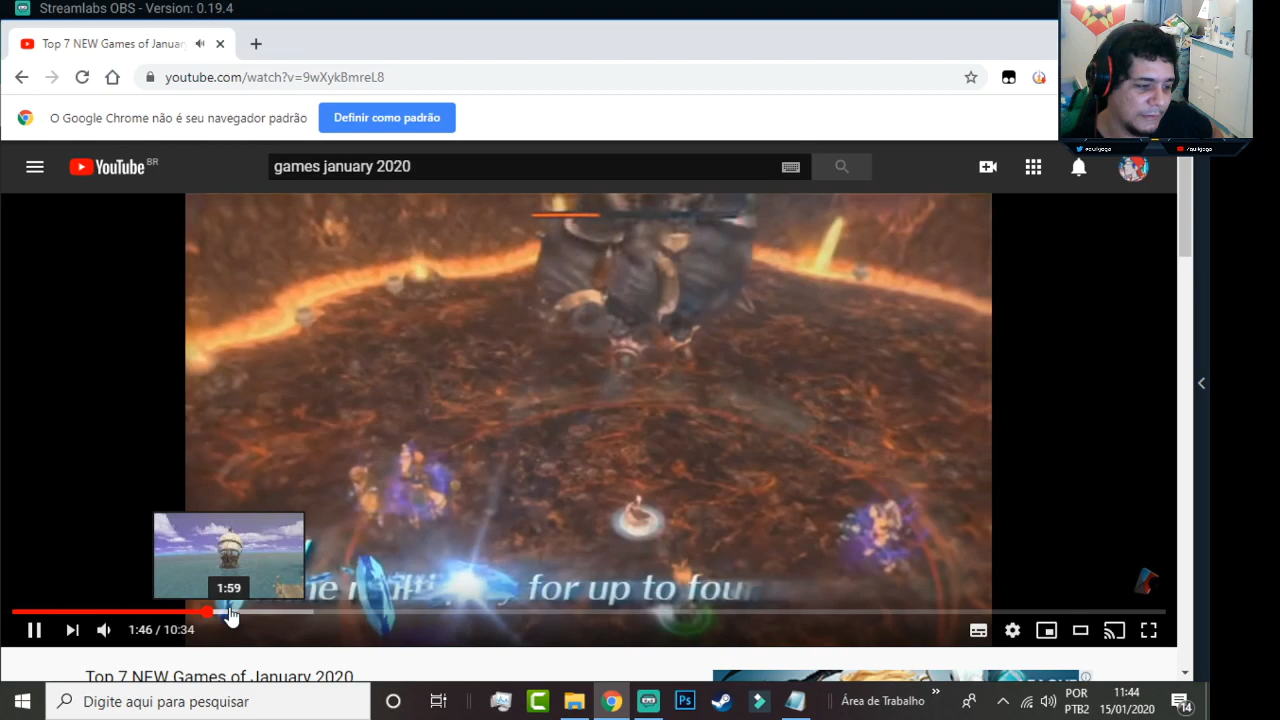 Streamlabs OBS - Version: 0.19.4
Top 7 NEW Games of Januar
youtube.com/watch?v=9wXykBmreL8
O Google Chrome não é seu navegador padrão
Definir como padrão
YouTube BR
games january 2020
for up to four
1:59
1:46 / 10:34
Top 7 NEW Games of January 2020
Digite aqui para pesquisar
Ps
Área de Trabalho
»
POR
PTB2
11:44
15/01/2020
14